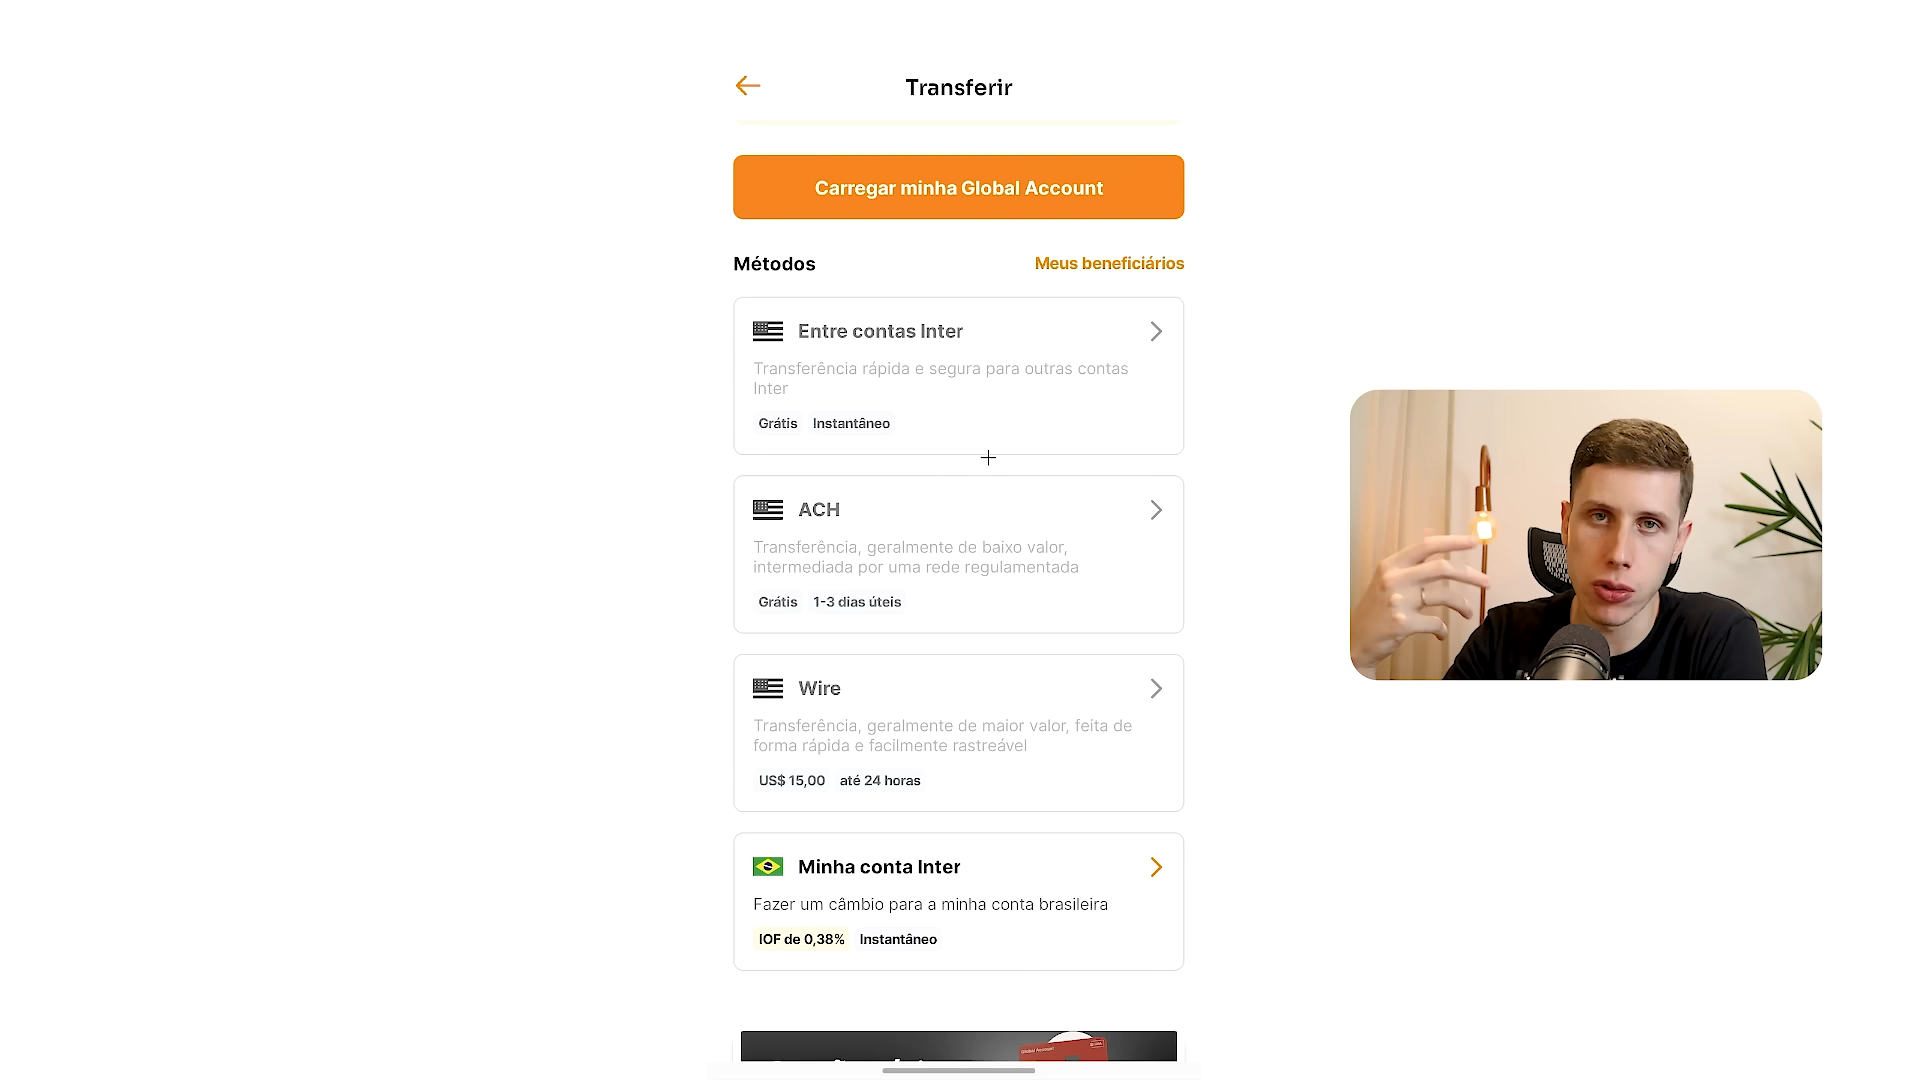 Transferir
Carregar minha Global Account
Métodos
Meus beneficiários
Entre contas Inter
Transferência rápida e segura para outras contas
Inter
Grátis Instantâneo
ACH
Transferência, geralmente de baixo valor,
intermediada por uma rede regulamentada
Grátis 1-3 dias úteis
Wire
Transferência, geralmente de maior valor, feita de
forma rápida e facilmente rastreável
US$ 15,00 até 24 horas
Minha conta Inter
Fazer um câmbio para a minha conta brasileira
IOF de 0,38% Instantâneo
Global Account